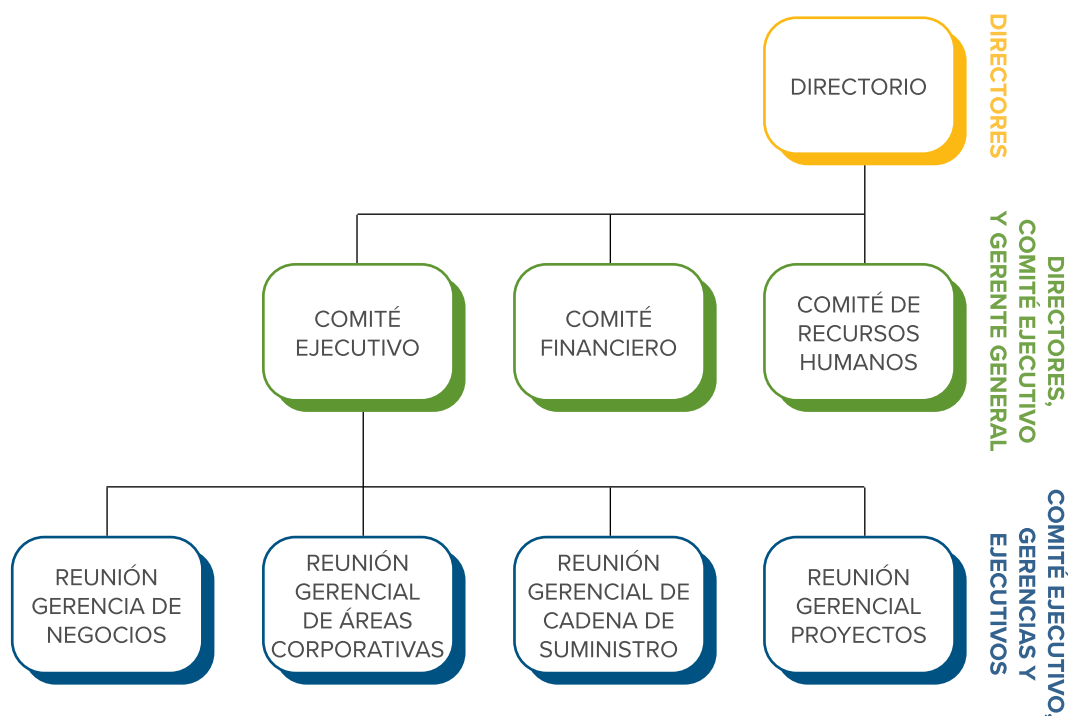 DIRECTORIO
DIRECTORES
COMITÉ
EJECUTIVO
COMITÉ
FINANCIERO
COMITÉ DE
RECURSOS
HUMANOS
DIRECTORES,
COMITÉ EJECUTIVO
Y GERENTE GENERAL
REUNIÓN
GERENCIA DE
NEGOCIOS
REUNIÓN
GERENCIAL
DE ÁREAS
CORPORATIVAS
REUNIÓN
GERENCIAL DE
CADENA DE
SUMINISTRO
REUNIÓN
GERENCIAL
PROYECTOS
COMITÉ EJECUTIVO,
GERENCIAS Y
EJECUTIVOS